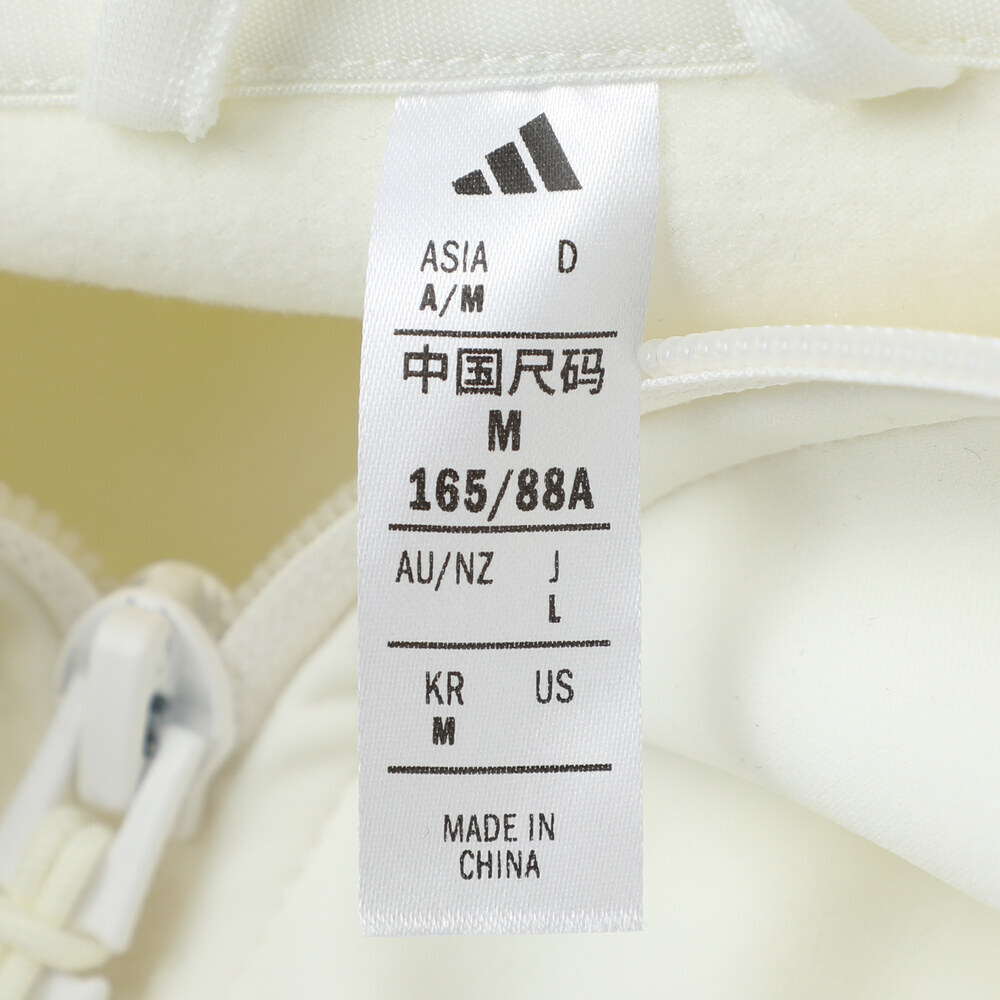 ASIA D
A/M
中国尺码
M
165/88A
AU/NZ J
L
KR US
M
MADE IN
CHINA